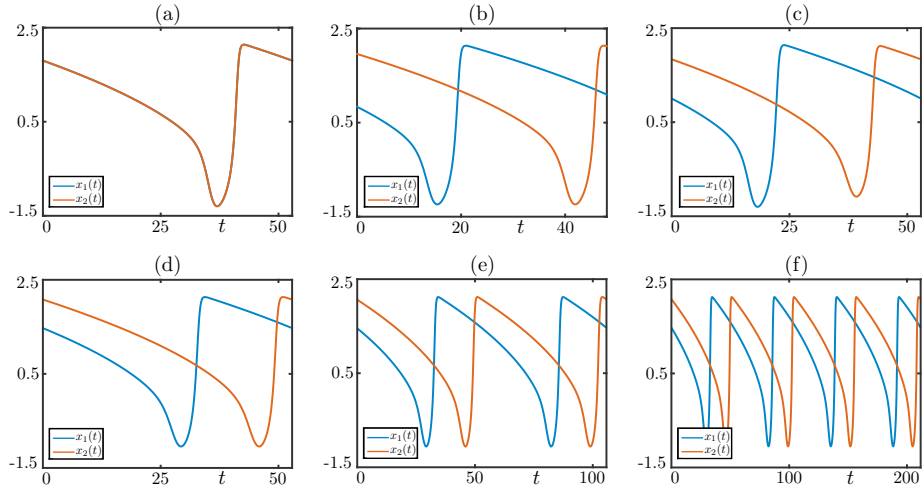 (a) (b) (c)
2.5 2.5 2.5
0.5 0.5 0.5
x₁(t) x₁(t) x₁(t)
x₂(t) x₂(t) x₂(t)
-1.5 -1.5 -1.5
0 25 t 50 0 20 t 40 0 25 t 50
(d) (e) (f)
2.5 2.5 2.5
0.5 0.5 0.5
x₁(t) x₁(t) x₁(t)
x₂(t) x₂(t) x₂(t)
-1.5 -1.5 -1.5
0 25 t 50 0 50 t 100 0 100 t 200